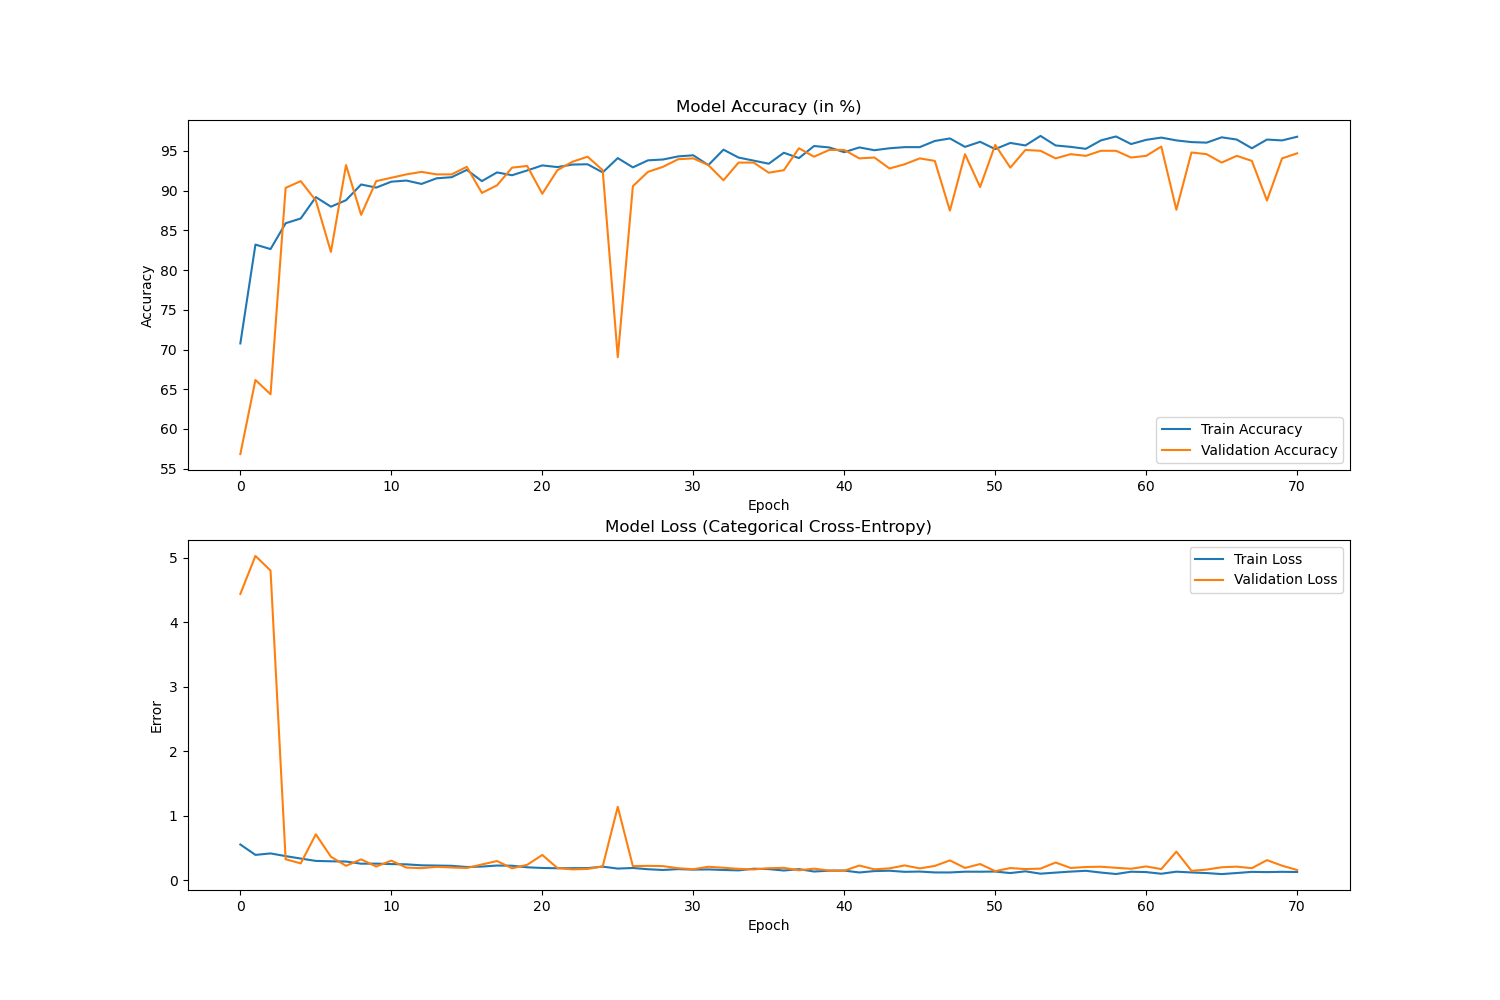 Model Accuracy (in %)
Accuracy
95
90
85
80
75
70
65
60
55
Train Accuracy
Validation Accuracy
0 10 20 30 40 50 60 70
Epoch
Model Loss (Categorical Cross-Entropy)
Error
5
4
3
2
1
0
Train Loss
Validation Loss
0 10 20 30 40 50 60 70
Epoch